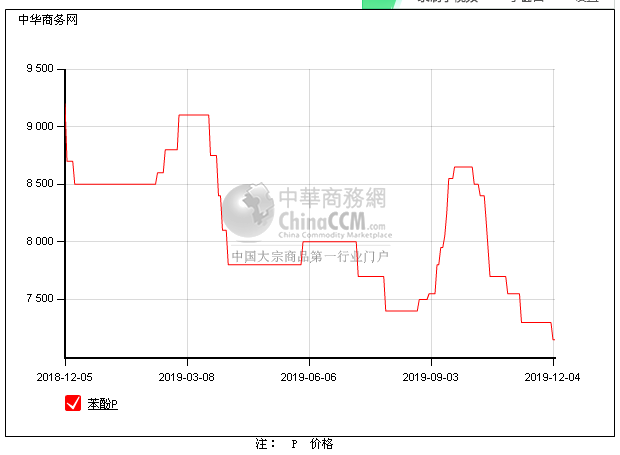 中华商务网
9 500
9 000
8 500
8 000
7 500
中華商務網
ChinaCCM.com
China Commodity Marketplace
中国大宗商品第一行业门户
2018-12-05 2019-03-08 2019-06-06 2019-09-03 2019-12-04
苯酚P
注： P 价格